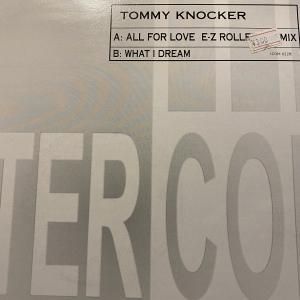 TOMMY KNOCKER
A: ALL FOR LOVE E-Z ROLLE MIX
B: WHAT I DREAM
TER CO